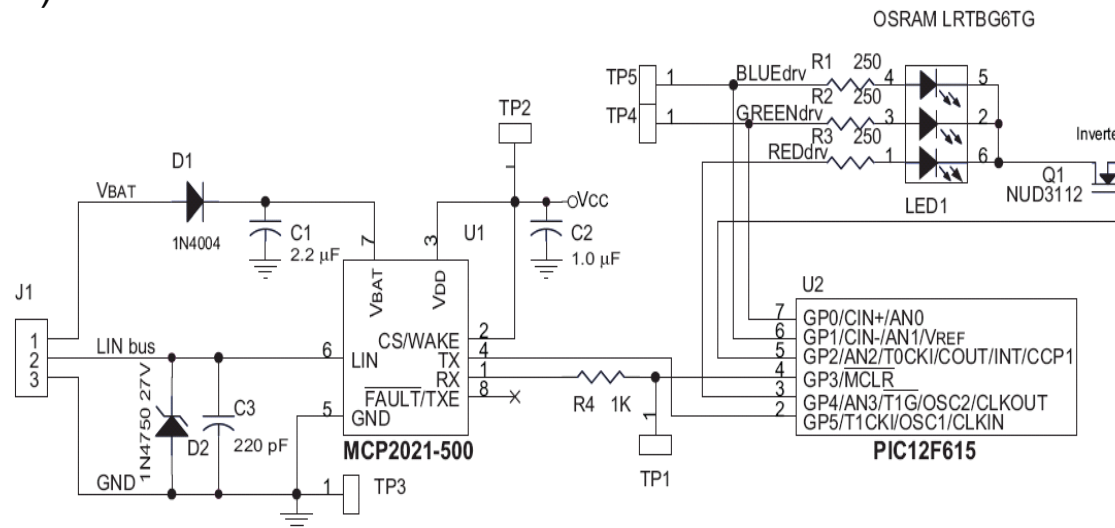 )
OSRAM LRTBG6TG
TP5 1 BLUEdrv R1 250 4 5
TP4 1 GREENdrv R2 250 3 2
REDdrv R3 250 1 6
LED1
Inverte
Q1
NUD3112
TP2
1
D1
VBAT
1N4004
C1
2.2 µF
VCC
C2
1.0 µF
U1
7
3
VBAT
VDD
J1
1
2
3
LIN bus
6 LIN
CS/WAKE 2
TX 4
RX 1
FAULT/TXE 8
5 GND
MCP2021-500
1N4750 27V
D2
C3
220 pF
GND
1 TP3
R4 1K
1
TP1
U2
7 GP0/CIN+/AN0
6 GP1/CIN-/AN1/VREF
5 GP2/AN2/T0CKI/COUT/INT/CCP1
4 GP3/MCLR
3 GP4/AN3/T1G/OSC2/CLKOUT
2 GP5/T1CKI/OSC1/CLKIN
PIC12F615